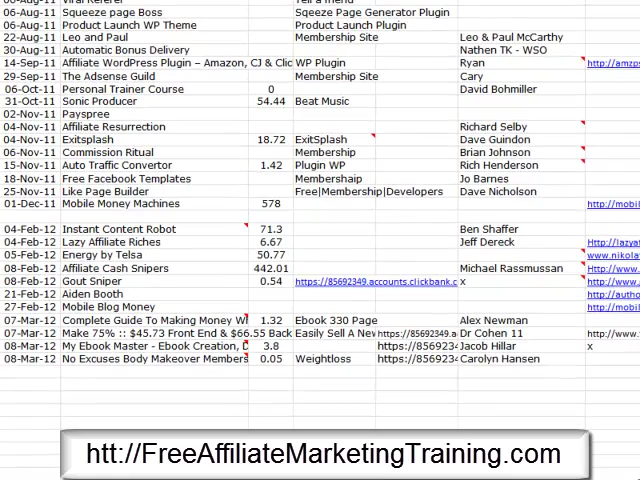 06-Aug-11 Squeeze page Boss Sqeeze Page Generator Plugin
06-Aug-11 Product Launch WP Theme Product Launch Plugin
22-Aug-11 Leo and Paul Membership Site Leo & Paul McCarthy
30-Aug-11 Automatic Bonus Delivery Nathen TK - WSO
14-Sep-11 Affiliate WordPress Plugin – Amazon, CJ & Clic WP Plugin Ryan http://amzps
29-Sep-11 The Adsense Guild Membership Site Cary
06-Oct-11 Personal Trainer Course 0 David Bohmiller
31-Oct-11 Sonic Producer 54.44 Beat Music
02-Nov-11 Payspree
04-Nov-11 Affiliate Resurrection Richard Selby
04-Nov-11 Exitsplash 18.72 ExitSplash Dave Guindon
06-Nov-11 Commission Ritual Membership Brian Johnson
15-Nov-11 Auto Traffic Convertor 1.42 Plugin WP Rich Henderson
18-Nov-11 Free Facebook Templates Membershaip Jo Barnes
25-Nov-11 Like Page Builder Free|Membership|Developers Dave Nicholson
01-Dec-11 Mobile Money Machines 578 http://mobil
04-Feb-12 Instant Content Robot 71.3 Ben Shaffer
04-Feb-12 Lazy Affiliate Riches 6.67 Jeff Dereck Http://lazyaf
05-Feb-12 Energy by Telsa 50.77 www.nikola
08-Feb-12 Affiliate Cash Snipers 442.01 Michael Rassmussan Http://www.
08-Feb-12 Gout Sniper 0.54 https://85692349.accounts.clickbank.c x http://www.
21-Feb-12 Aiden Booth http://autho
27-Feb-12 Mobile Blog Money http://mobil
07-Mar-12 Complete Guide To Making Money W 1.32 Ebook 330 Page Alex Newman
07-Mar-12 Make 75% :: $45.73 Front End & $66.55 Back Easily Sell A New https://85692349.a Dr Cohen 11 http://www.
08-Mar-12 My Ebook Master - Ebook Creation, D 3.8 https://856923 Jacob Hillar x
08-Mar-12 No Excuses Body Makeover Members 0.05 Weightloss https://856923 Carolyn Hansen
htt://FreeAffiliateMarketingTraining.com